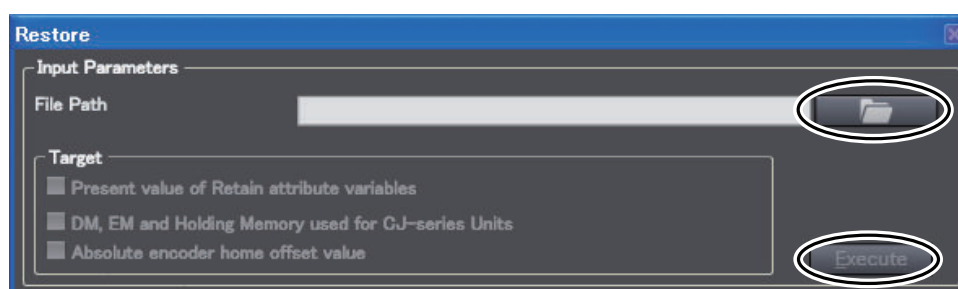 Restore
Input Parameters
File Path
Target
Present value of Retain attribute variables
DM, EM and Holding Memory used for CJ-series Units
Absolute encoder home offset value
Execute